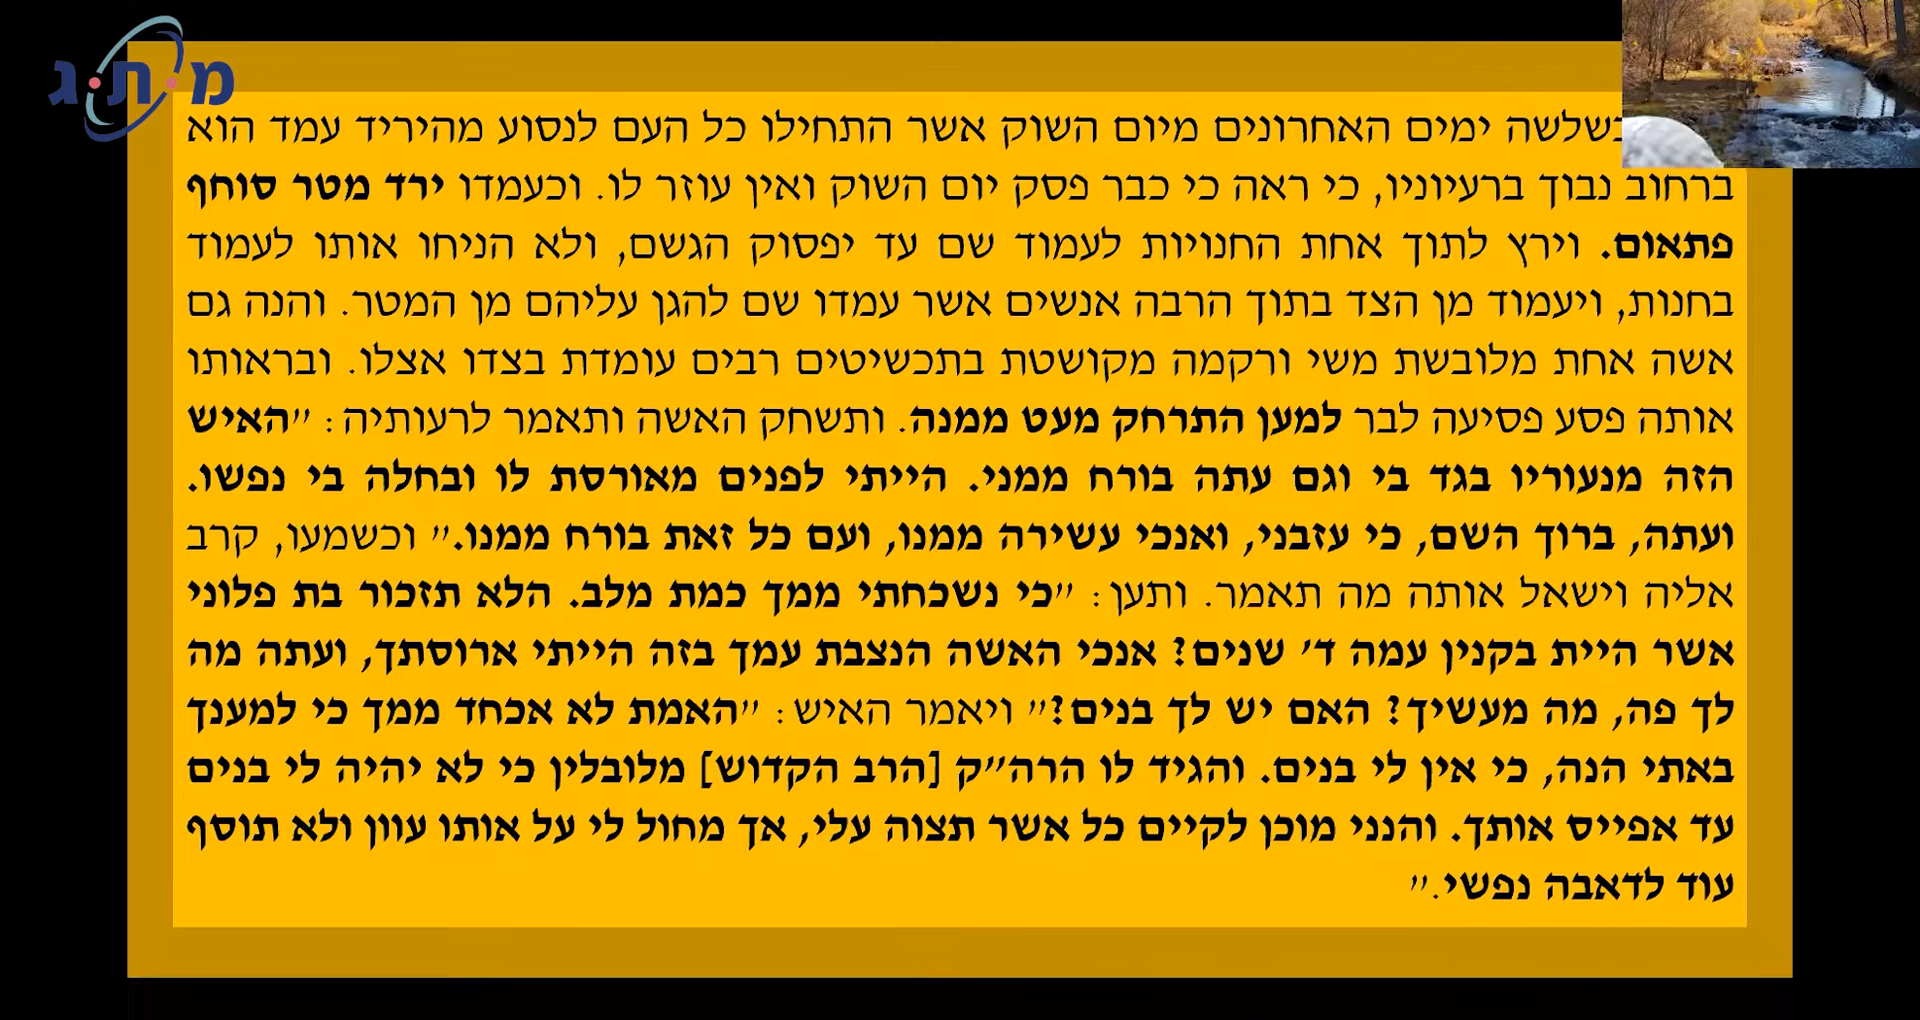 מ.ת.ג
בשלשה ימים האחרונים מיום השוק אשר התחילו כל העם לנסוע מהיריד עמד הוא
ברחוב נבוך ברעיוניו, כי ראה כי כבר פסק יום השוק ואין עוזר לו. וכעמדו ירד מטר סוחף
פתאום. וירץ לתוך אחת החנויות לעמוד שם עד יפסוק הגשם, ולא הניחו אותו לעמוד
בחנות, ויעמוד מן הצד בתוך הרבה אנשים אשר עמדו שם להגן עליהם מן המטר. והנה גם
אשה אחת מלובשת משי ורקמה מקושטת בתכשיטים רבים עומדת בצדו אצלו. ובראותו
אותה פסע פסיעה לבר למען התרחק מעט ממנה. ותשחק האשה ותאמר לרעותיה: "האיש
הזה מנעוריו בגד בי וגם עתה בורח ממני. הייתי לפנים מאורסת לו ובחלה בי נפשו.
ועתה, ברוך השם, כי עזבני, ואנכי עשירה ממנו, ועם כל זאת בורח ממנו." וכשמעו, קרב
אליה וישאל אותה מה תאמר. ותען: "כי נשכחתי ממך כמת מלב. הלא תזכור בת פלוני
אשר היית בקנין עמה ד' שנים? אנכי האשה הנצבת עמך בזה הייתי ארוסתך, ועתה מה
לך פה, מה מעשיך? האם יש לך בנים?" ויאמר האיש: "האמת לא אכחד ממך כי למענך
באתי הנה, כי אין לי בנים. והגיד לו הרה"ק [הרב הקדוש] מלובלין כי לא יהיה לי בנים
עד אפייס אותך. והנני מוכן לקיים כל אשר תצוה עלי, אך מחול לי על אותו עוון ולא תוסף
עוד לדאבה נפשי."